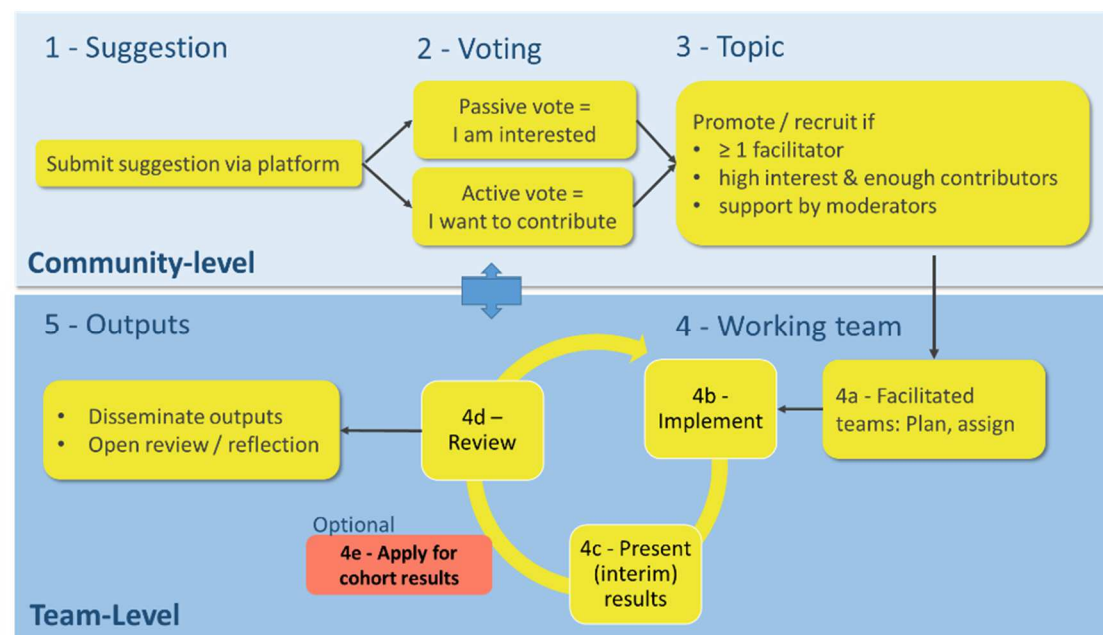 1 - Suggestion
2 - Voting
3 - Topic
Submit suggestion via platform
Passive vote =
I am interested
Active vote =
I want to contribute
Promote / recruit if
• ≥ 1 facilitator
• high interest & enough contributors
• support by moderators
Community-level
5 - Outputs
4 - Working team
• Disseminate outputs
• Open review / reflection
4d –
Review
4b -
Implement
4a - Facilitated
teams: Plan, assign
Optional
4e - Apply for
cohort results
4c - Present
(interim)
results
Team-Level